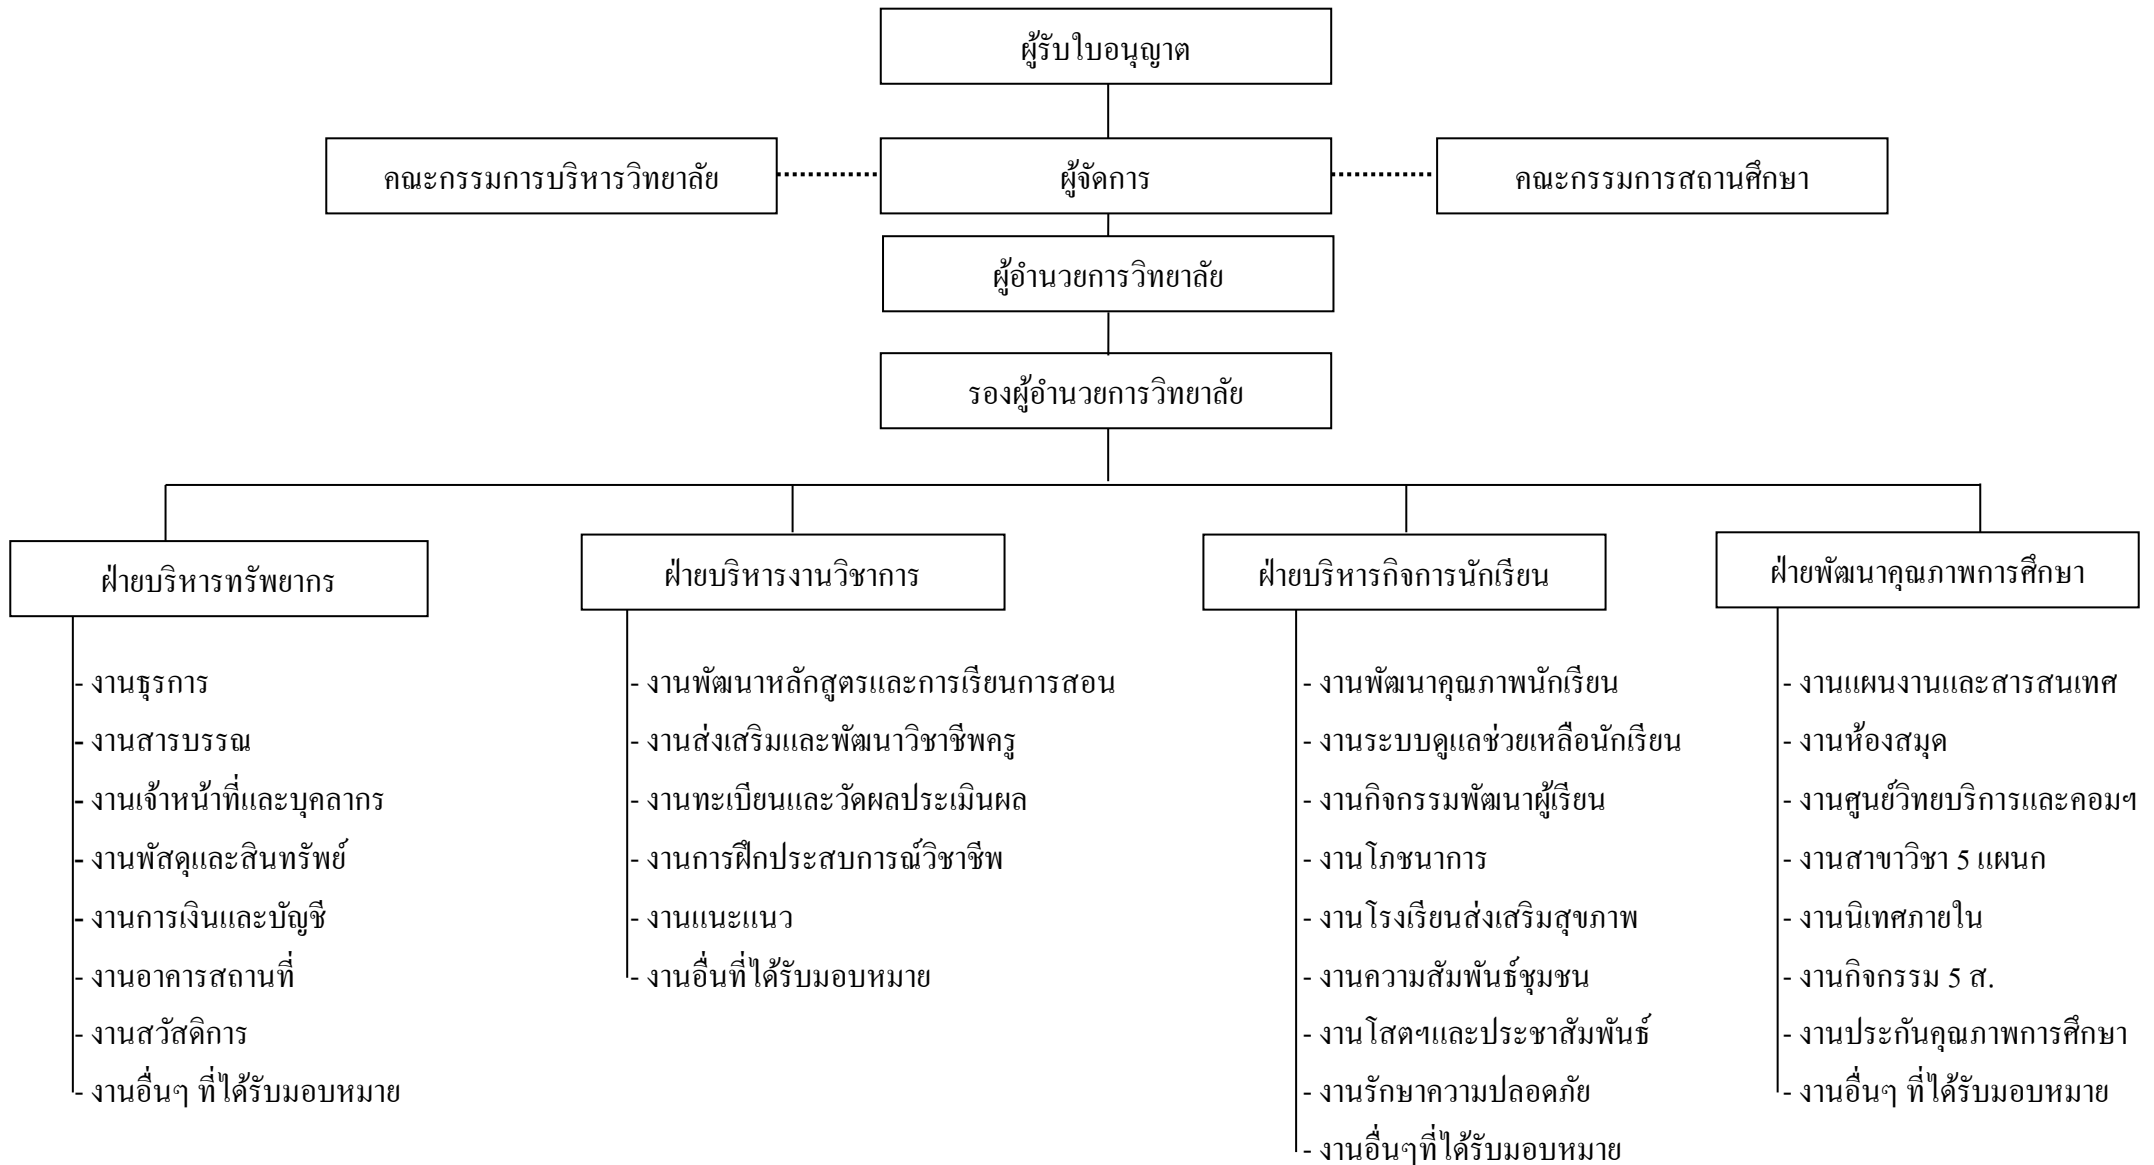 ผู้รับใบอนุญาต
คณะกรรมการบริหารวิทยาลัย
ผู้จัดการ
คณะกรรมการสถานศึกษา
ผู้อำนวยการวิทยาลัย
รองผู้อำนวยการวิทยาลัย
ฝ่ายบริหารทรัพยากร
- งานธุรการ
- งานสารบรรณ
- งานเจ้าหน้าที่และบุคลากร
- งานพัสดุและสินทรัพย์
- งานการเงินและบัญชี
- งานอาคารสถานที่
- งานสวัสดิการ
- งานอื่นๆ ที่ได้รับมอบหมาย
ฝ่ายบริหารงานวิชาการ
- งานพัฒนาหลักสูตรและการเรียนการสอน
- งานส่งเสริมและพัฒนาวิชาชีพครู
- งานทะเบียนและวัดผลประเมินผล
- งานการฝึกประสบการณ์วิชาชีพ
- งานแนะแนว
- งานอื่นที่ได้รับมอบหมาย
ฝ่ายบริหารกิจการนักเรียน
- งานพัฒนาคุณภาพนักเรียน
- งานระบบดูแลช่วยเหลือนักเรียน
- งานกิจกรรมพัฒนาผู้เรียน
- งานโภชนาการ
- งานโรงเรียนส่งเสริมสุขภาพ
- งานความสัมพันธ์ชุมชน
- งานโสตฯและประชาสัมพันธ์
- งานรักษาความปลอดภัย
- งานอื่นๆที่ได้รับมอบหมาย
ฝ่ายพัฒนาคุณภาพการศึกษา
- งานแผนงานและสารสนเทศ
- งานห้องสมุด
- งานศูนย์วิทยบริการและคอมฯ
- งานสาขาวิชา 5 แผนก
- งานนิเทศภายใน
- งานกิจกรรม 5 ส.
- งานประกันคุณภาพการศึกษา
- งานอื่นๆ ที่ได้รับมอบหมาย